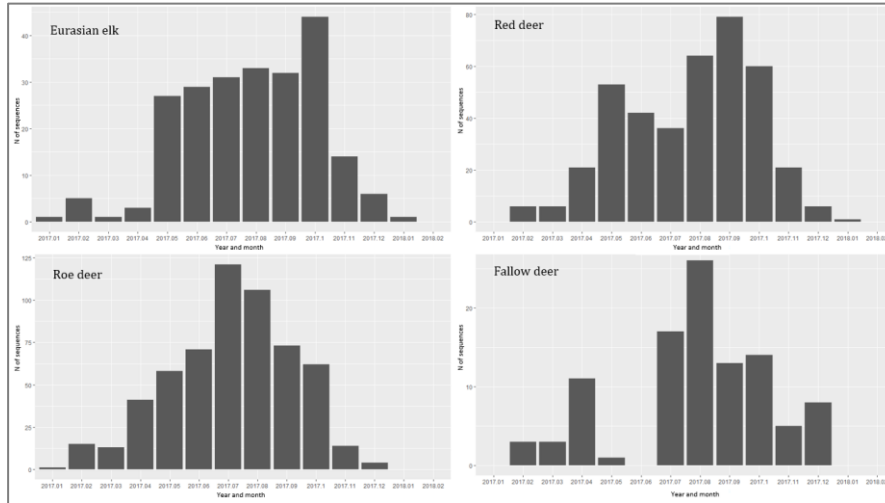 Eurasian elk
N of sequences
40
30
20
10
0
2017.01 2017.02 2017.03 2017.04 2017.05 2017.06 2017.07 2017.08 2017.09 2017.1 2017.11 2017.12 2018.01 2018.02
Year and month
Red deer
N of sequences
80
60
40
20
0
2017.01 2017.02 2017.03 2017.04 2017.05 2017.06 2017.07 2017.08 2017.09 2017.1 2017.11 2017.12 2018.01 2018.02
Year and month
Roe deer
N of sequences
125
100
75
50
25
0
2017.01 2017.02 2017.03 2017.04 2017.05 2017.06 2017.07 2017.08 2017.09 2017.1 2017.11 2017.12 2018.01 2018.02
Year and month
Fallow deer
N of sequences
20
10
0
2017.01 2017.02 2017.03 2017.04 2017.05 2017.06 2017.07 2017.08 2017.09 2017.1 2017.11 2017.12 2018.01 2018.02
Year and month